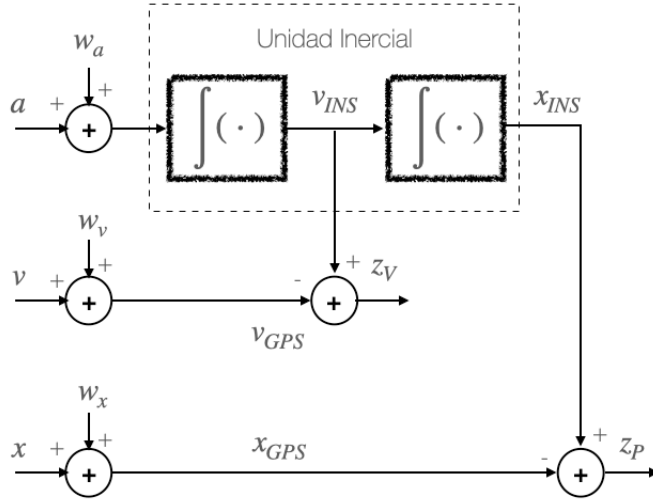 w_a
Unidad Inercial
a + + +
∫(·) v_INS ∫(·) x_INS
w_v
v + + + - + + z_V
v_GPS
w_x
x + + + x_GPS - + + z_P